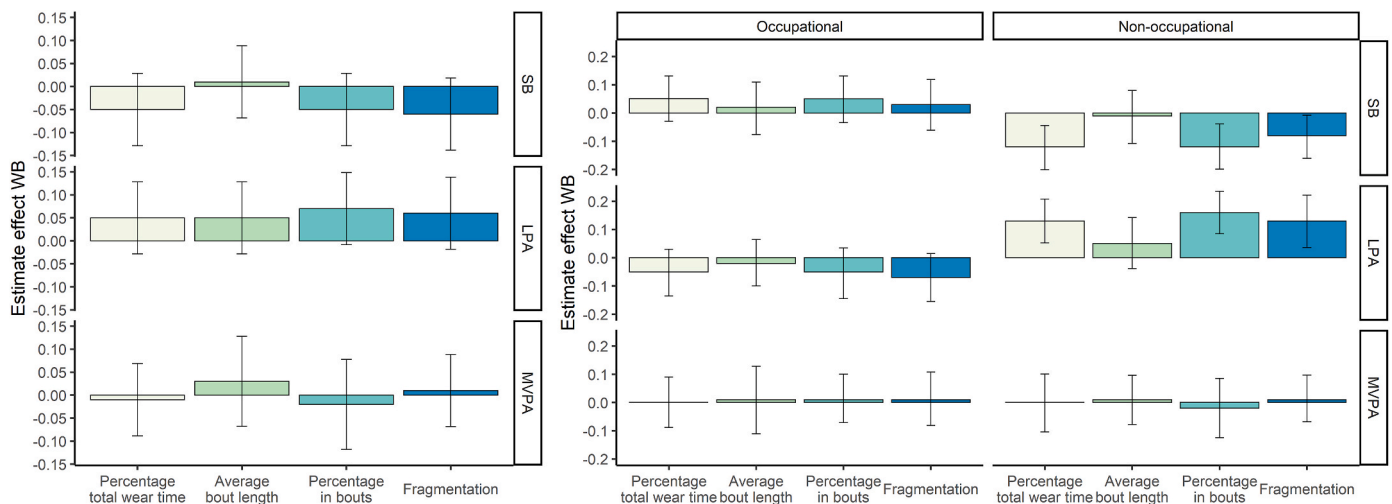 Estimate effect WB
0.15
0.10
0.05
0.00
-0.05
-0.10
-0.15
SB
0.15
0.10
0.05
0.00
-0.05
-0.10
-0.15
LPA
0.15
0.10
0.05
0.00
-0.05
-0.10
-0.15
MVPA
Percentage
total wear time
Average
bout length
Percentage
in bouts
Fragmentation
Occupational
Non-occupational
Estimate effect WB
0.2
0.1
0.0
-0.1
-0.2
SB
0.2
0.1
0.0
-0.1
-0.2
LPA
0.2
0.1
0.0
-0.1
-0.2
MVPA
Percentage
total wear time
Average
bout length
Percentage
in bouts
Fragmentation
Percentage
total wear time
Average
bout length
Percentage
in bouts
Fragmentation